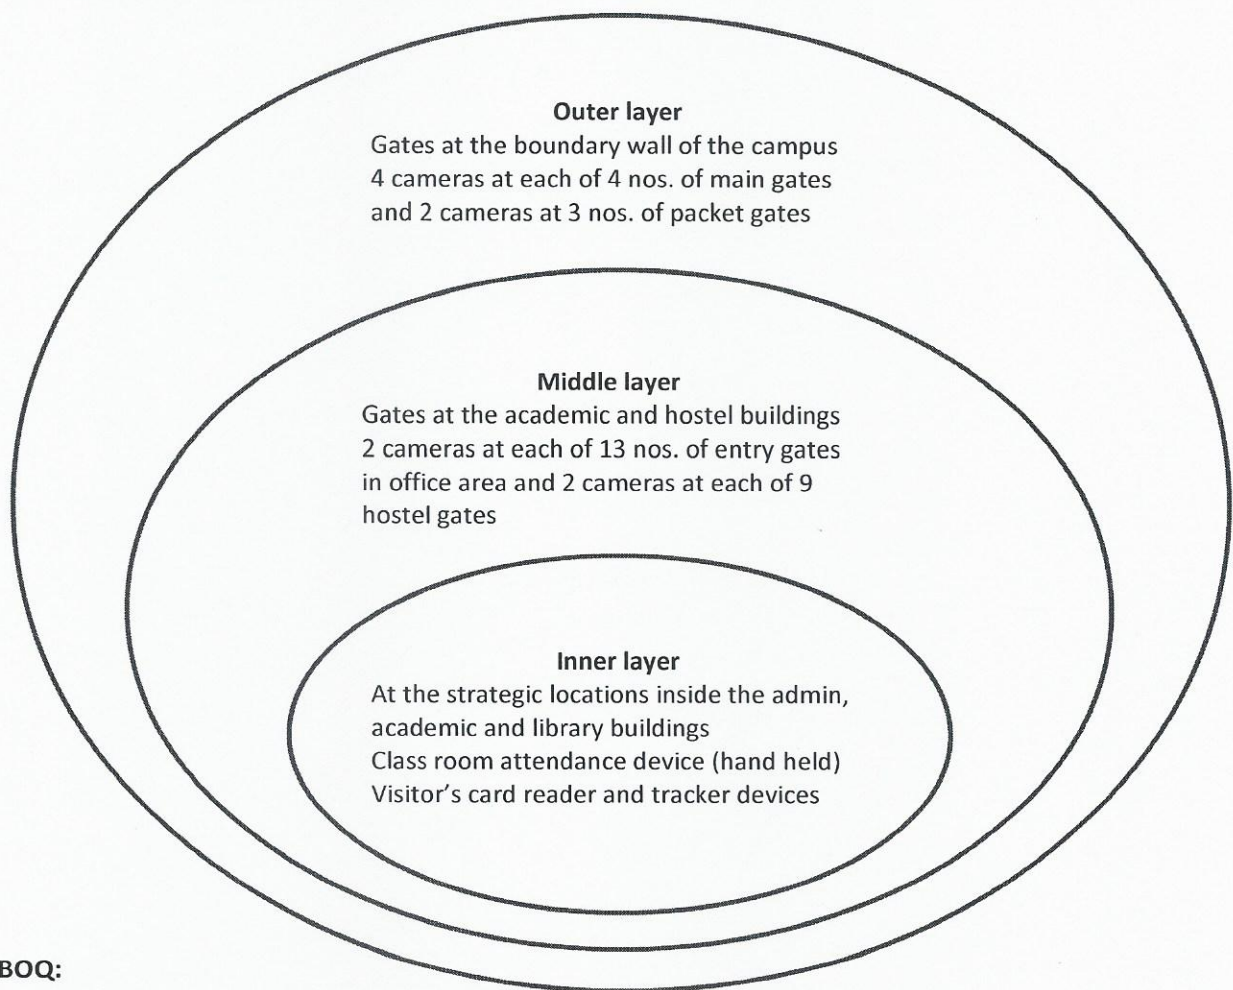 Outer layer
Gates at the boundary wall of the campus
4 cameras at each of 4 nos. of main gates
and 2 cameras at 3 nos. of packet gates
Middle layer
Gates at the academic and hostel buildings
2 cameras at each of 13 nos. of entry gates
in office area and 2 cameras at each of 9
hostel gates
Inner layer
At the strategic locations inside the admin,
academic and library buildings
Class room attendance device (hand held)
Visitor's card reader and tracker devices
BOQ: